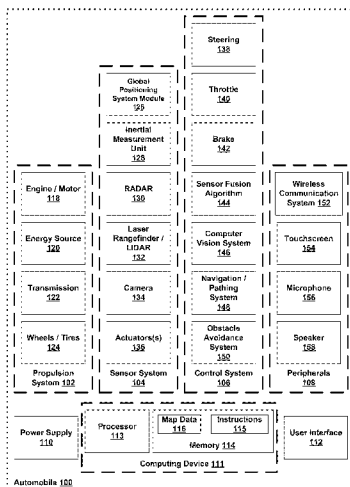 Steering
138
Global
Positioning
System Module
126
Throttle
140
Inertial
Measurement
Unit
128
Brake
142
Engine / Motor
118
RADAR
130
Sensor Fusion
Algorithm
144
Wireless
Communication
System 152
Energy Source
120
Laser
Rangefinder /
LIDAR
132
Computer
Vision System
146
Touchscreen
154
Transmission
122
Camera
134
Navigation /
Pathing
System
148
Microphone
156
Wheels / Tires
124
Actuators(s)
136
Obstacle
Avoidance
System
150
Speaker
158
Propulsion
System 102
Sensor System
104
Control System
106
Peripherals
108
Power Supply
110
Processor
113
Map Data
116
Instructions
115
Memory 114
Computing Device 111
User Interface
112
Automobile 100